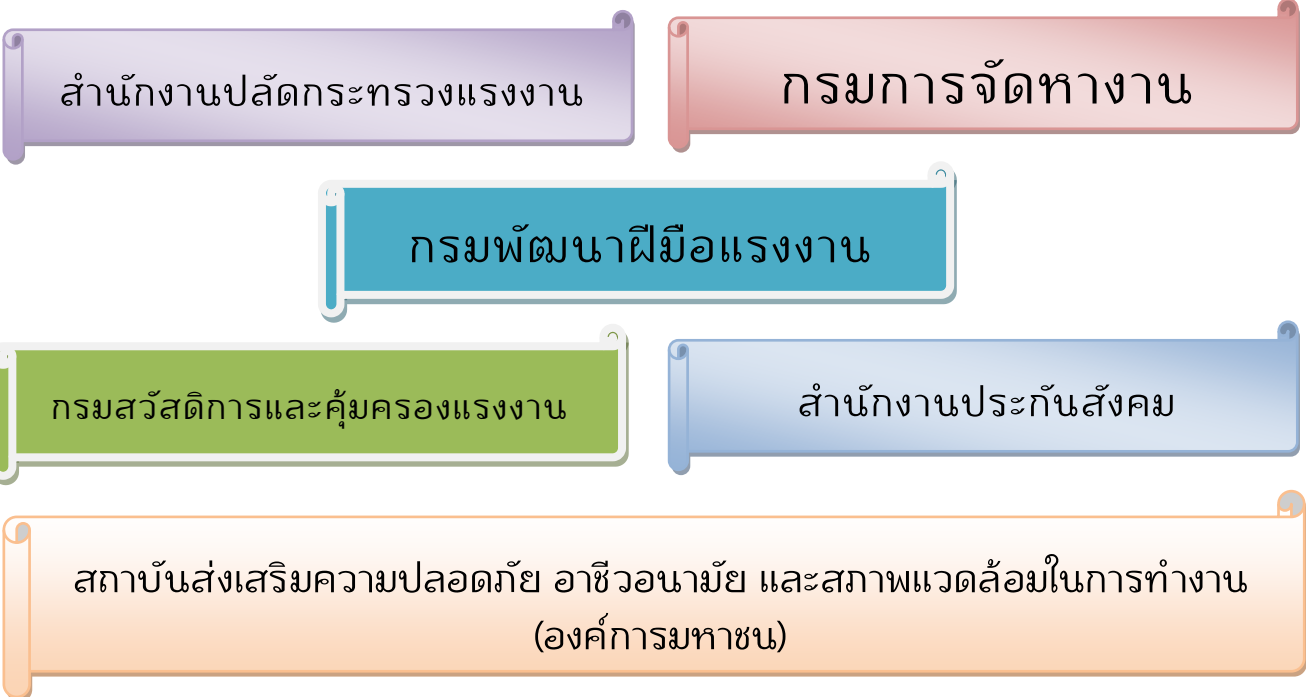 สำนักงานปลัดกระทรวงแรงงาน
กรมการจัดหางาน
กรมพัฒนาฝีมือแรงงาน
กรมสวัสดิการและคุ้มครองแรงงาน
สำนักงานประกันสังคม
สถาบันส่งเสริมความปลอดภัย อาชีวอนามัย และสภาพแวดล้อมในการทำงาน
(องค์การมหาชน)